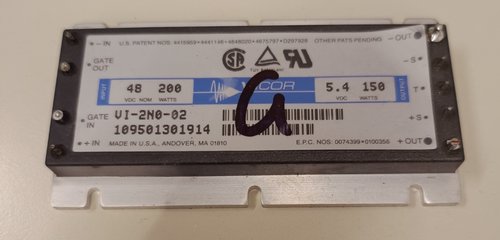 - IN U.S. PATENT NOS: 4415959•4441146•4648020•4675797•D297928 OTHER PATS PENDING - OUT
GATE OUT - S
INPUT 48 VDC NOM 200 WATTS COR 5.4 VDC 150 WATTS OUTPUT T
GATE IN VI-2N0-02 G + S
109501301914
+ IN MADE IN U.S.A., ANDOVER, MA 01810 E.P.C. NOS: 0074399•0100356 + OUT